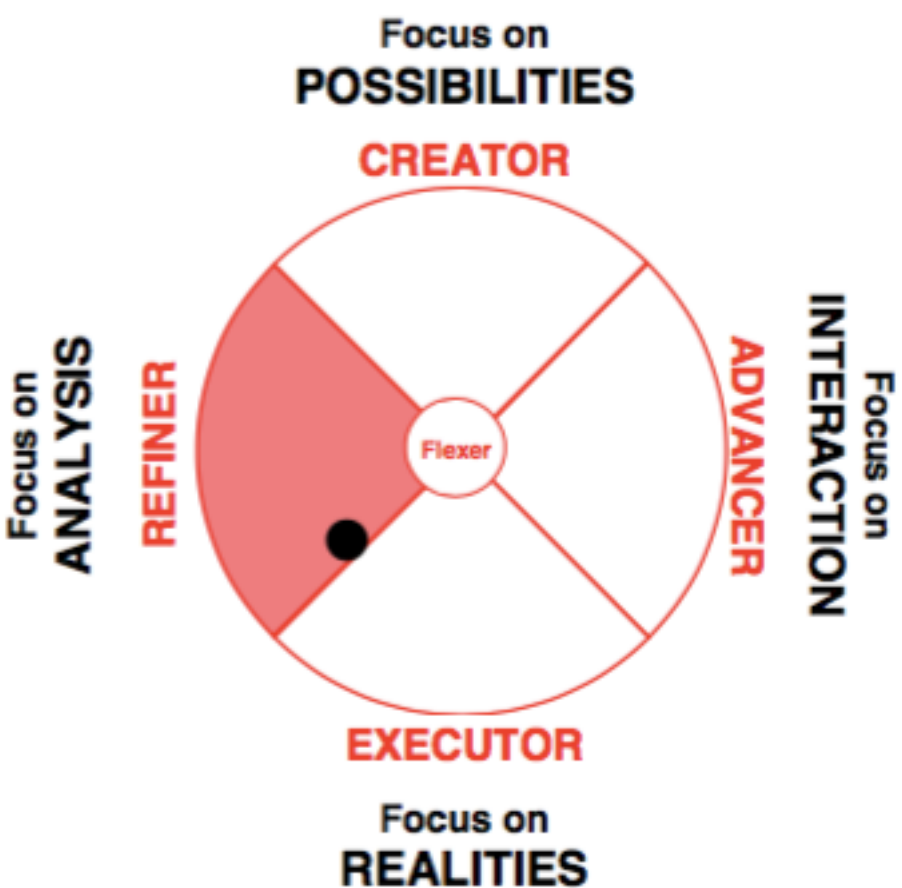 Focus on
POSSIBILITIES
CREATOR
Focus on
ANALYSIS
REFINER
Flexer
ADVANCER
INTERACTION
Focus on
EXECUTOR
Focus on
REALITIES